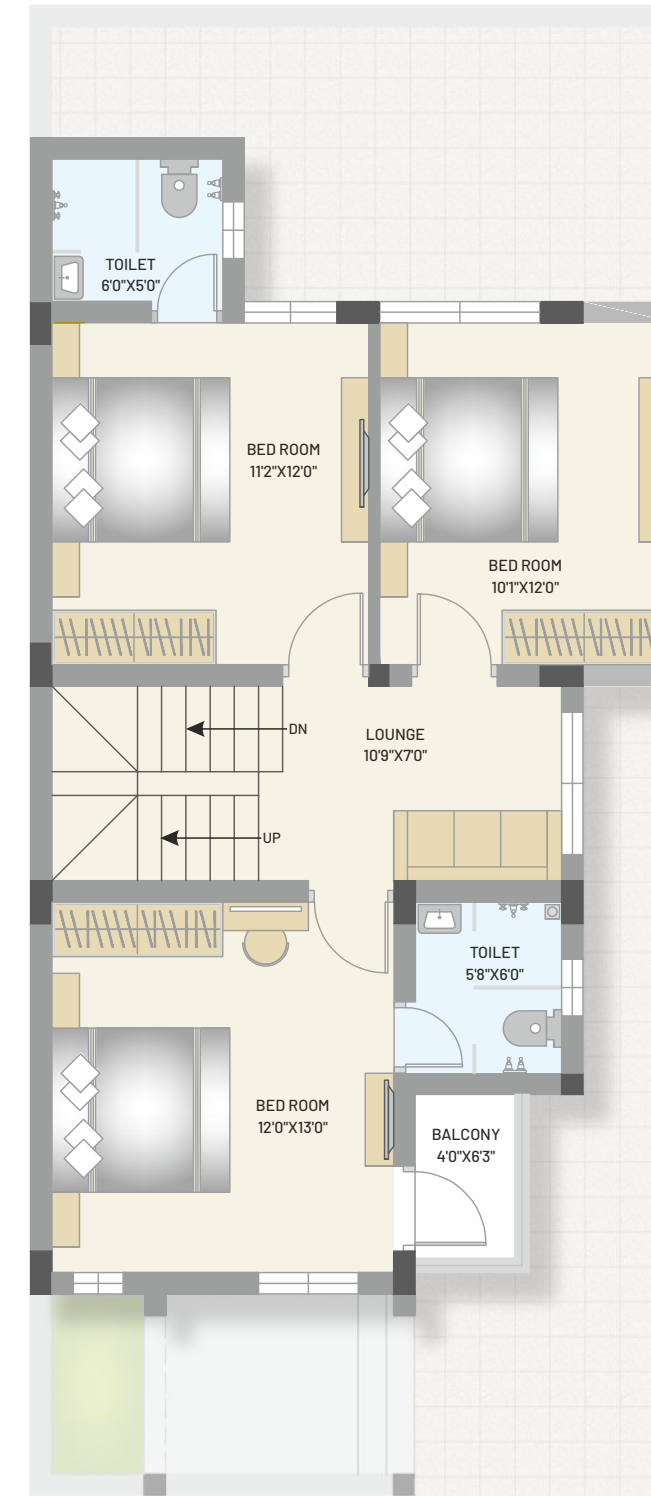 TOILET
6'0"X5'0"
BED ROOM
11'2"X12'0"
BED ROOM
10'1"X12'0"
DN
LOUNGE
10'9"X7'0"
UP
TOILET
5'8"X6'0"
BED ROOM
12'0"X13'0"
BALCONY
4'0"X6'3"